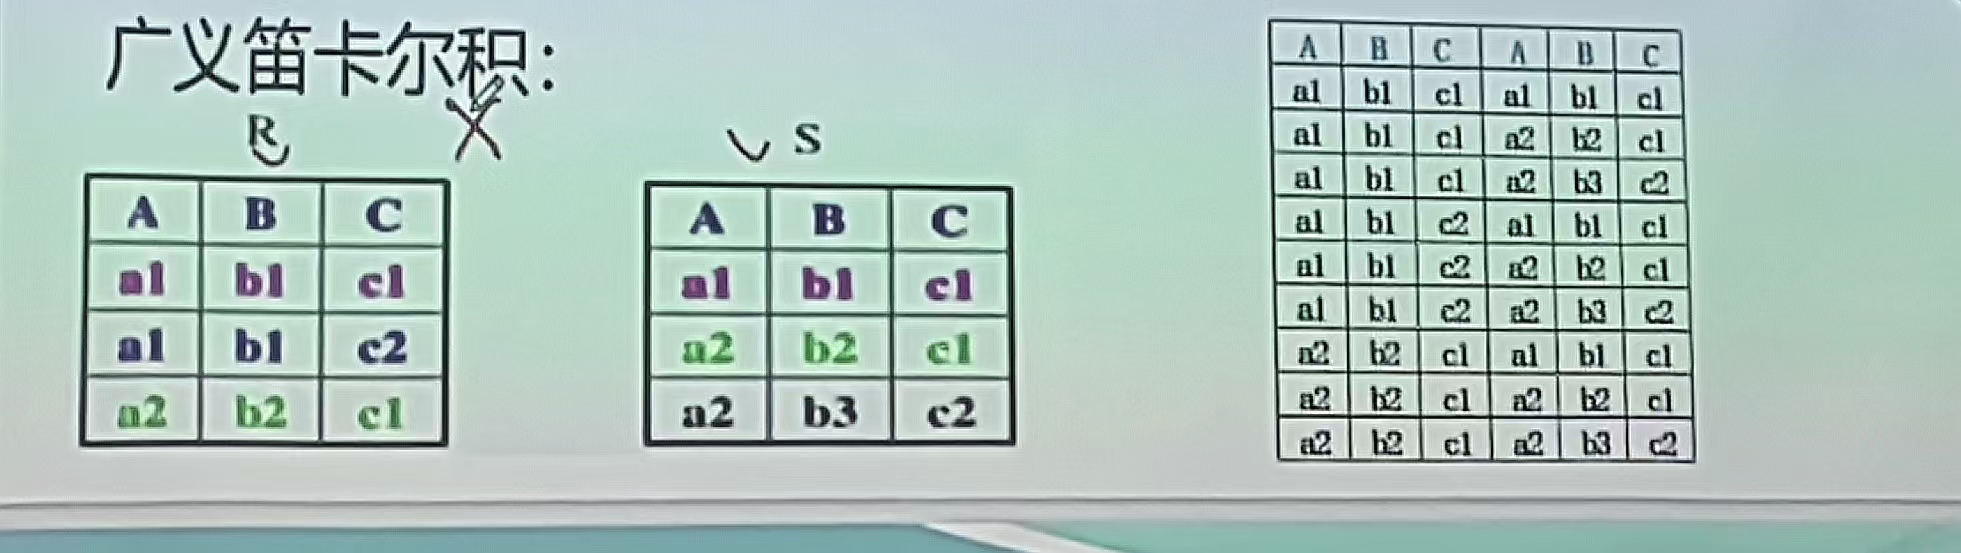 广义笛卡尔积：
R × S
A B C
a1 b1 c1
a1 b1 c2
a2 b2 c1
A B C
a1 b1 c1
a2 b2 c1
a2 b3 c2
A B C A B C
a1 b1 c1 a1 b1 c1
a1 b1 c1 a2 b2 c1
a1 b1 c1 a2 b3 c2
a1 b1 c2 a1 b1 c1
a1 b1 c2 a2 b2 c1
a1 b1 c2 a2 b3 c2
a2 b2 c1 a1 b1 c1
a2 b2 c1 a2 b2 c1
a2 b2 c1 a2 b3 c2